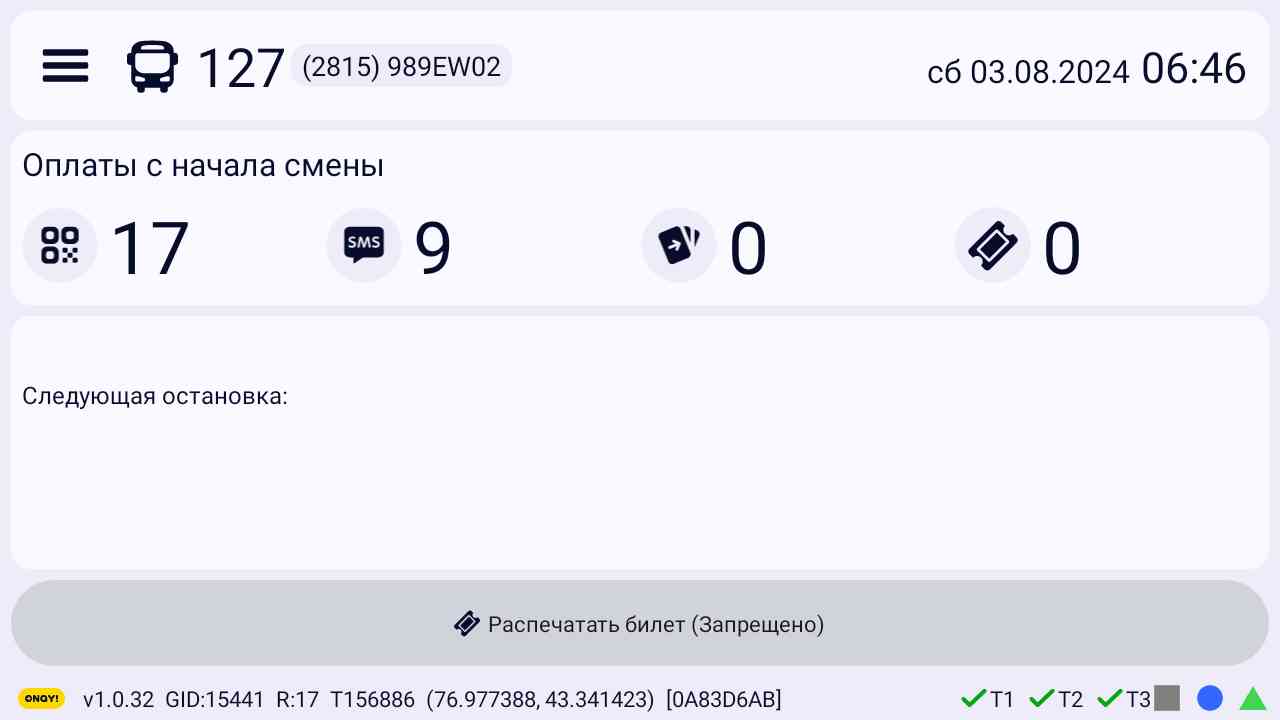 127 (2815) 989EW02 сб 03.08.2024 06:46
Оплаты с начала смены
17 SMS 9 0 0
Следующая остановка:
Распечатать билет (Запрещено)
ONAY! v1.0.32 GID:15441 R:17 T156886 (76.977388, 43.341423) [0A83D6AB] T1 T2 T3